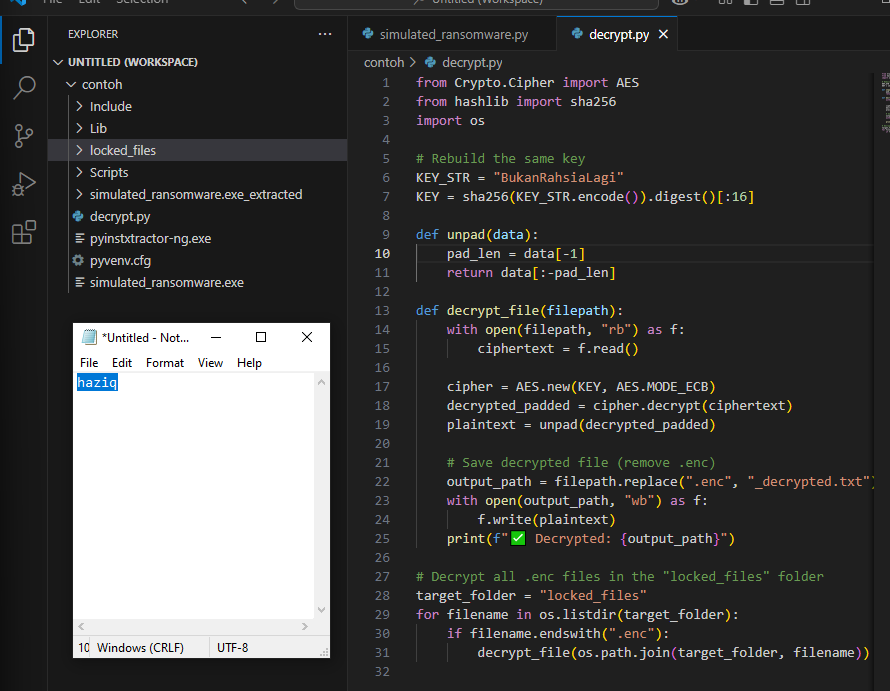 File Edit Selection
Untitled (Workspace)
EXPLORER
UNTITLED (WORKSPACE)
contoh
Include
Lib
locked_files
Scripts
simulated_ransomware.exe_extracted
decrypt.py
pyinstxtractor-ng.exe
pyvenv.cfg
simulated_ransomware.exe
*Untitled - Not...
File Edit Format View Help
haziq
10 Windows (CRLF) UTF-8
simulated_ransomware.py decrypt.py
contoh > decrypt.py
1 from Crypto.Cipher import AES
2 from hashlib import sha256
3 import os
4
5 # Rebuild the same key
6 KEY_STR = "BukanRahsiaLagi"
7 KEY = sha256(KEY_STR.encode()).digest()[:16]
8
9 def unpad(data):
10 pad_len = data[-1]
11 return data[:-pad_len]
12
13 def decrypt_file(filepath):
14 with open(filepath, "rb") as f:
15 ciphertext = f.read()
16
17 cipher = AES.new(KEY, AES.MODE_ECB)
18 decrypted_padded = cipher.decrypt(ciphertext)
19 plaintext = unpad(decrypted_padded)
20
21 # Save decrypted file (remove .enc)
22 output_path = filepath.replace(".enc", "_decrypted.txt")
23 with open(output_path, "wb") as f:
24 f.write(plaintext)
25 print(f"✅ Decrypted: {output_path}")
26
27 # Decrypt all .enc files in the "locked_files" folder
28 target_folder = "locked_files"
29 for filename in os.listdir(target_folder):
30 if filename.endswith(".enc"):
31 decrypt_file(os.path.join(target_folder, filename))
32